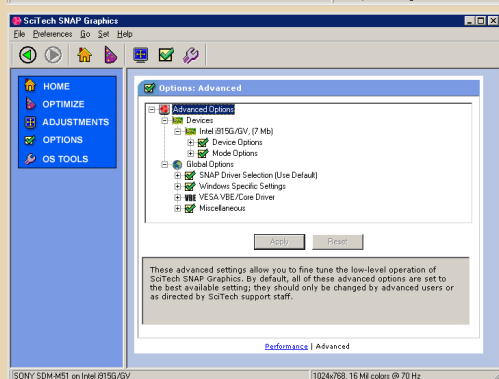 SciTech SNAP Graphics
File Preferences Go Set Help
HOME
OPTIMIZE
ADJUSTMENTS
OPTIONS
OS TOOLS
Options: Advanced
Advanced Options
Devices
Intel i915G/GV, (7 Mb)
Device Options
Mode Options
Global Options
SNAP Driver Selection (Use Default)
Windows Specific Settings
VBE VESA VBE/Core Driver
Miscellaneous
Apply Reset
These advanced settings allow you to fine tune the low-level operation of
SciTech SNAP Graphics. By default, all of these advanced options are set to
the best available setting; they should only be changed by advanced users or
as directed by SciTech support staff.
Performance | Advanced
SONY SDM-M51 on Intel i915G/GV 1024x768, 16 Mil colors @ 70 Hz